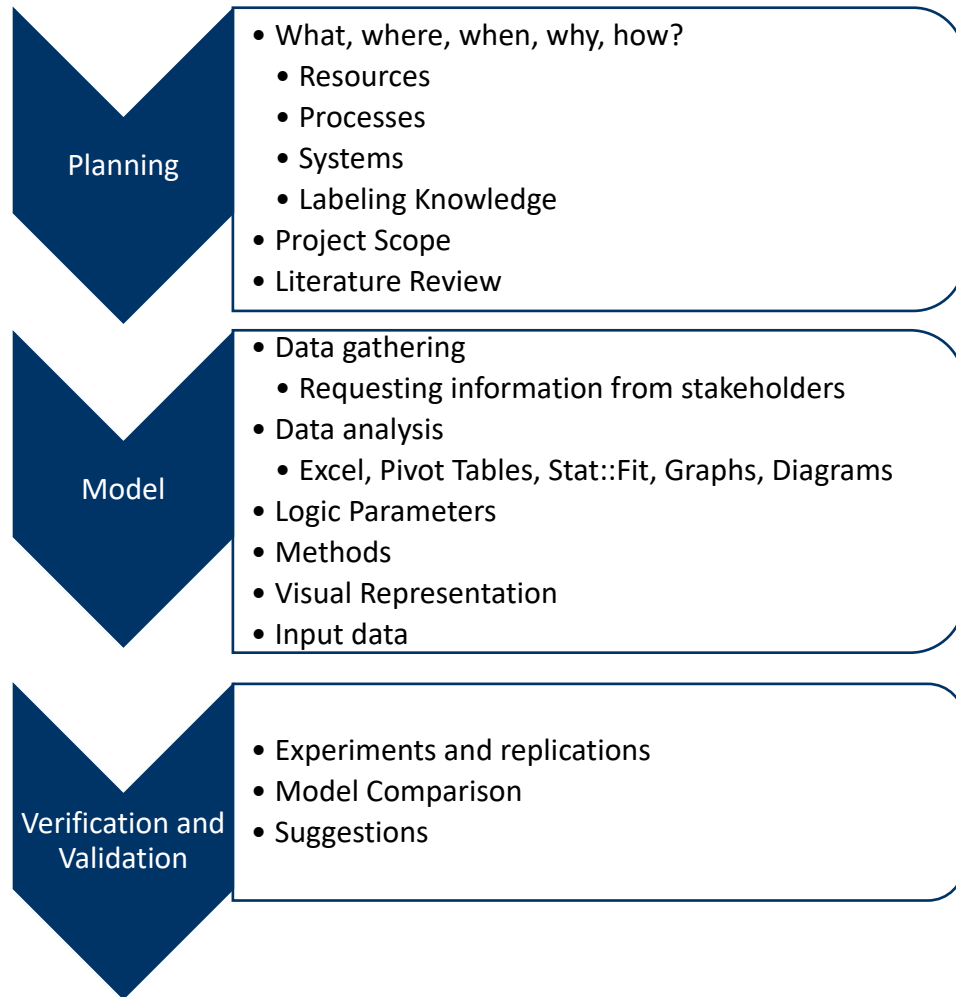 Planning
• What, where, when, why, how?
• Resources
• Processes
• Systems
• Labeling Knowledge
• Project Scope
• Literature Review
Model
• Data gathering
• Requesting information from stakeholders
• Data analysis
• Excel, Pivot Tables, Stat::Fit, Graphs, Diagrams
• Logic Parameters
• Methods
• Visual Representation
• Input data
Verification and
Validation
• Experiments and replications
• Model Comparison
• Suggestions